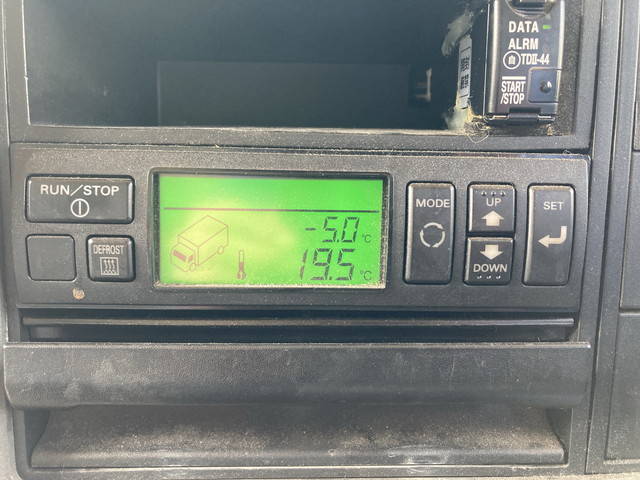 DATA
ALRM
TDII-44
START
/STOP
RUN/STOP
DEFROST
-5.0 °C
19.5 °C
MODE
UP
DOWN
SET